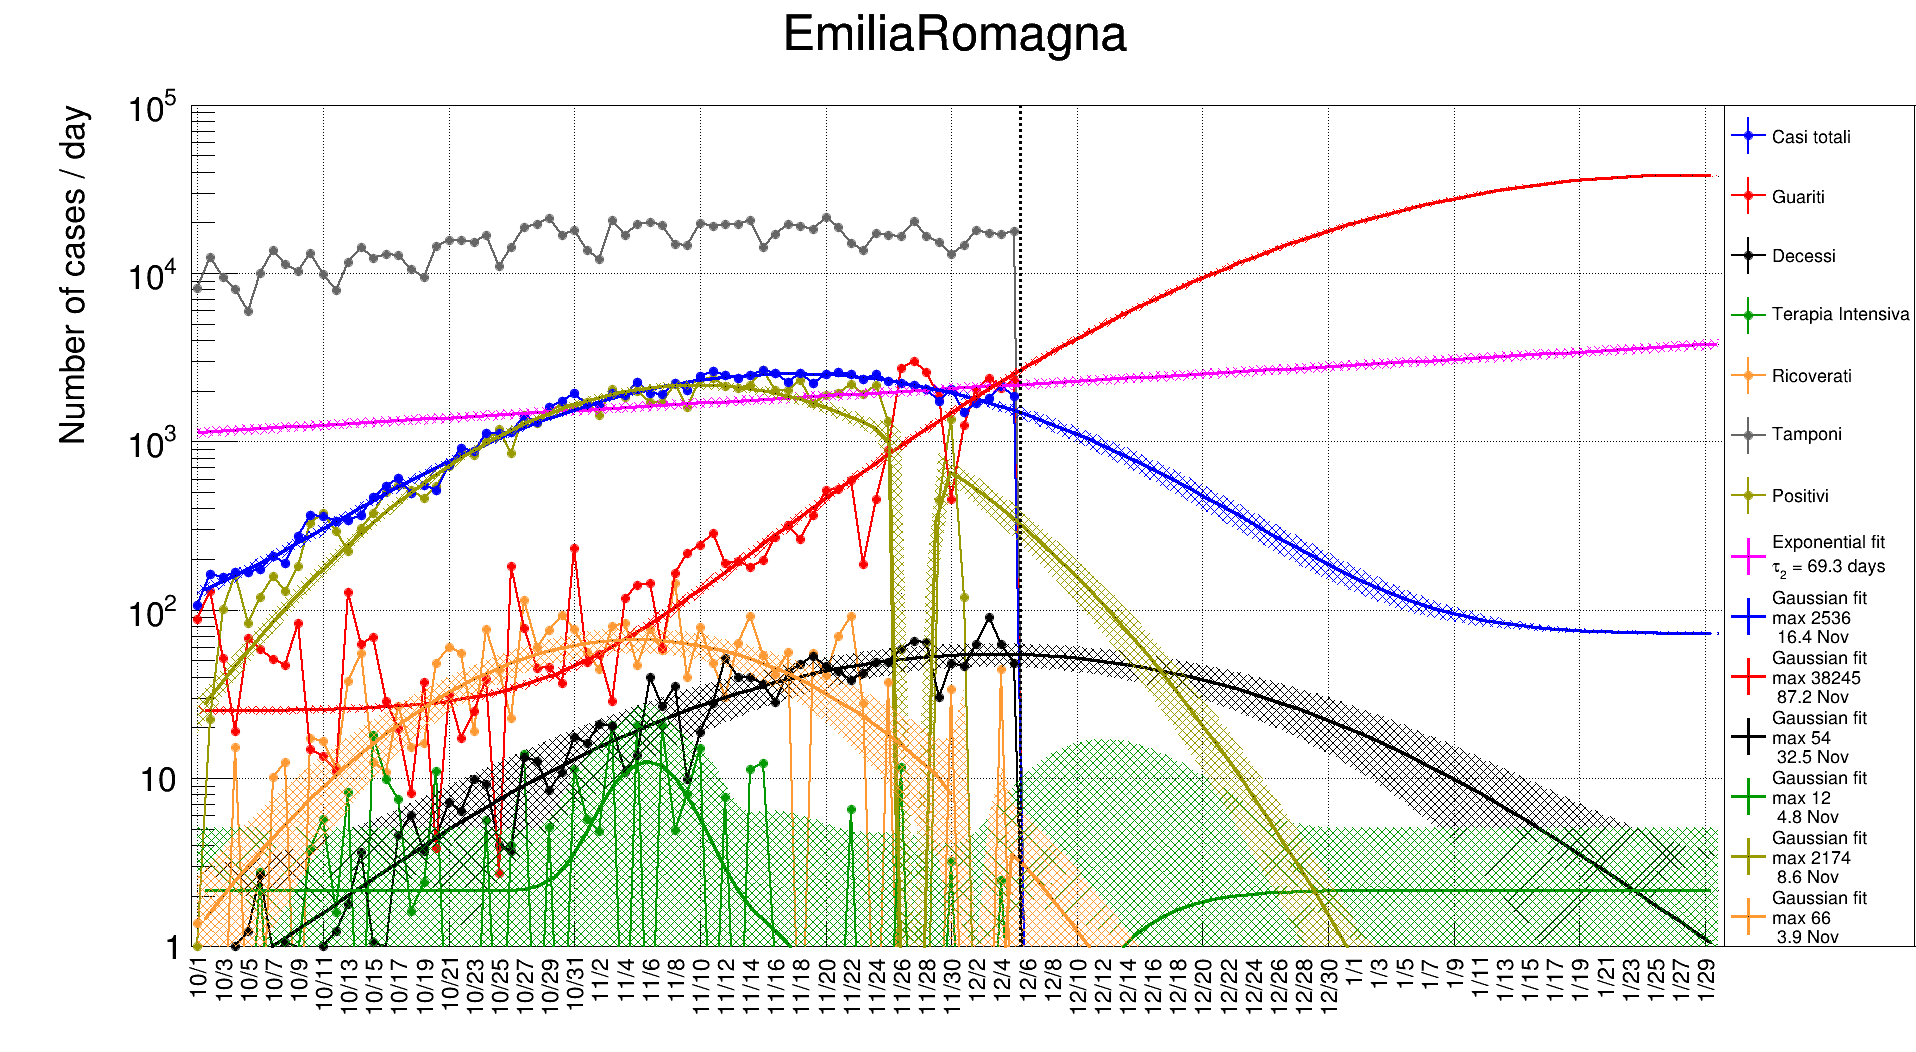 EmiliaRomagna
Number of cases / day
10^5
10^4
10^3
10^2
10
1
10/1 10/3 10/5 10/7 10/9 10/11 10/13 10/15 10/17 10/19 10/21 10/23 10/25 10/27 10/29 10/31 11/2 11/4 11/6 11/8 11/10 11/12 11/14 11/16 11/18 11/20 11/22 11/24 11/26 11/28 11/30 12/2 12/4 12/6 12/8 12/10 12/12 12/14 12/16 12/18 12/20 12/22 12/24 12/26 12/28 12/30 1/1 1/3 1/5 1/7 1/9 1/11 1/13 1/15 1/17 1/19 1/21 1/23 1/25 1/27 1/29
Casi totali
Guariti
Decessi
Terapia Intensiva
Ricoverati
Tamponi
Positivi
Exponential fit
τ2 = 69.3 days
Gaussian fit
max 2536
16.4 Nov
Gaussian fit
max 38245
87.2 Nov
Gaussian fit
max 54
32.5 Nov
Gaussian fit
max 12
4.8 Nov
Gaussian fit
max 2174
8.6 Nov
Gaussian fit
max 66
3.9 Nov